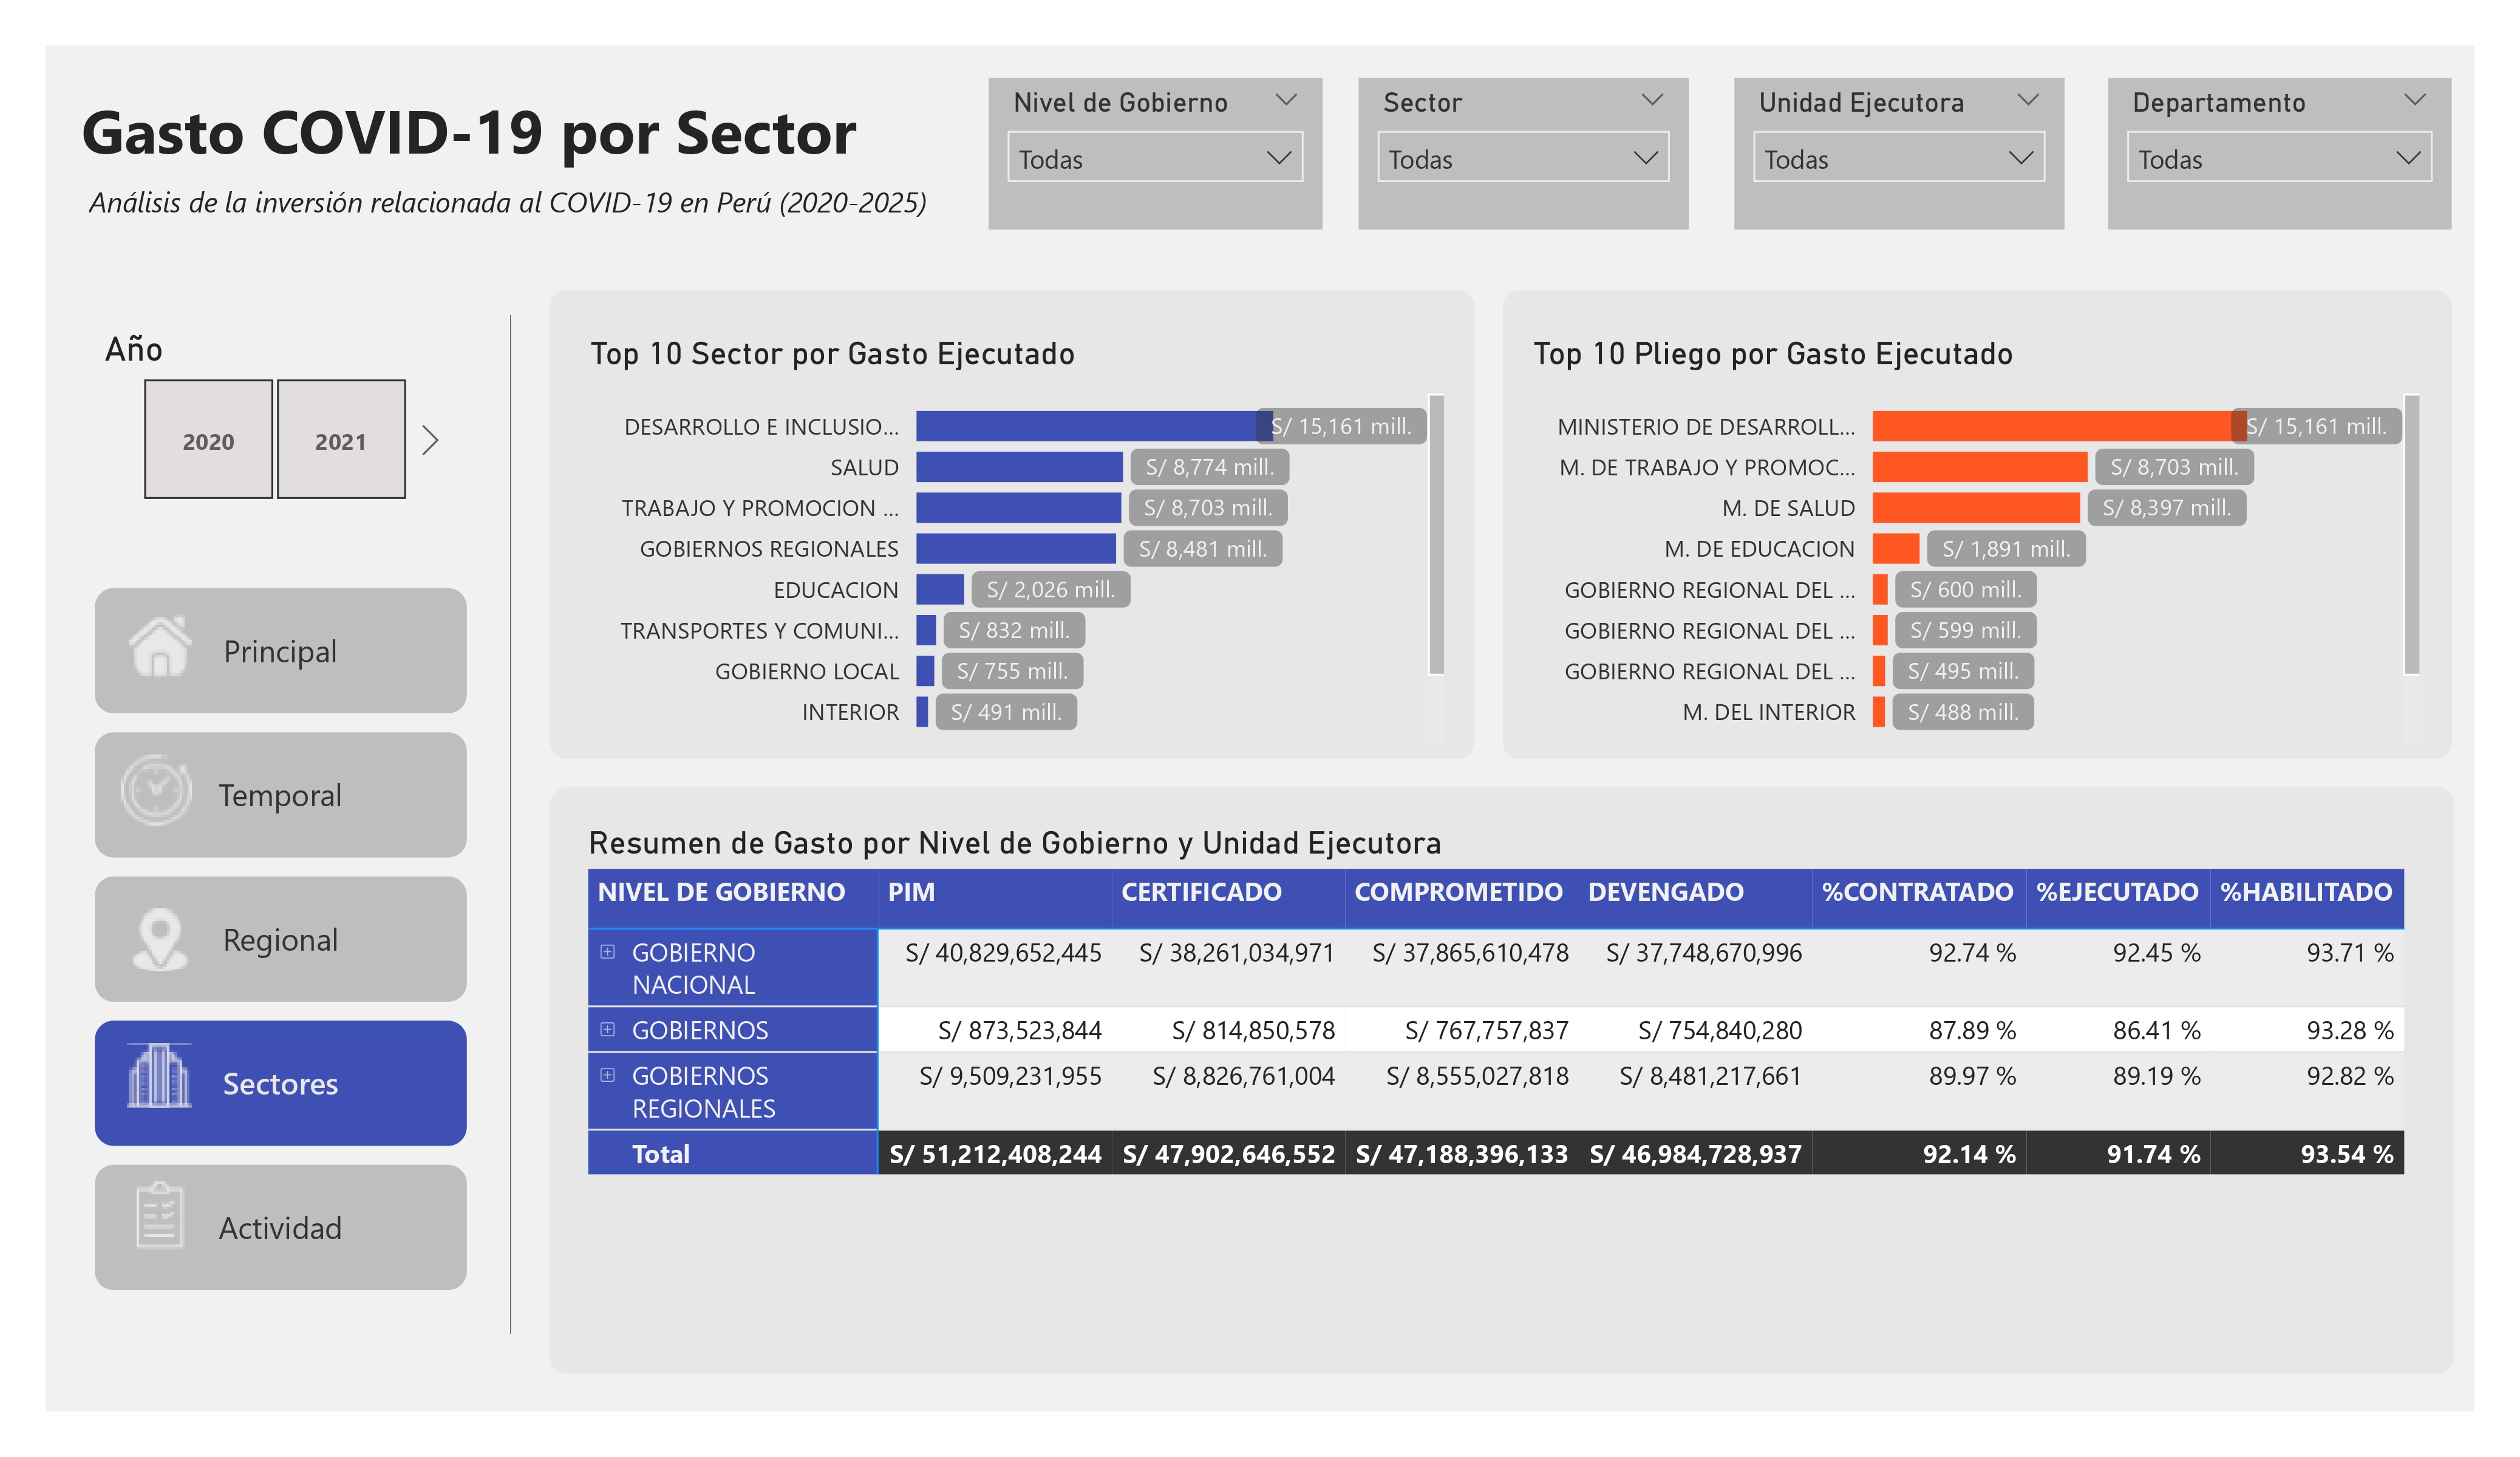 Gasto COVID-19 por Sector
Análisis de la inversión relacionada al COVID-19 en Perú (2020-2025)
Nivel de Gobierno
Todas
Sector
Todas
Unidad Ejecutora
Todas
Departamento
Todas
Año
2020
2021
Principal
Temporal
Regional
Sectores
Actividad
Top 10 Sector por Gasto Ejecutado
DESARROLLO E INCLUSIO... S/ 15,161 mill.
SALUD S/ 8,774 mill.
TRABAJO Y PROMOCION ... S/ 8,703 mill.
GOBIERNOS REGIONALES S/ 8,481 mill.
EDUCACION S/ 2,026 mill.
TRANSPORTES Y COMUNI... S/ 832 mill.
GOBIERNO LOCAL S/ 755 mill.
INTERIOR S/ 491 mill.
Top 10 Pliego por Gasto Ejecutado
MINISTERIO DE DESARROLL... S/ 15,161 mill.
M. DE TRABAJO Y PROMOC... S/ 8,703 mill.
M. DE SALUD S/ 8,397 mill.
M. DE EDUCACION S/ 1,891 mill.
GOBIERNO REGIONAL DEL ... S/ 600 mill.
GOBIERNO REGIONAL DEL ... S/ 599 mill.
GOBIERNO REGIONAL DEL ... S/ 495 mill.
M. DEL INTERIOR S/ 488 mill.
Resumen de Gasto por Nivel de Gobierno y Unidad Ejecutora
NIVEL DE GOBIERNO PIM CERTIFICADO COMPROMETIDO DEVENGADO %CONTRATADO %EJECUTADO %HABILITADO
GOBIERNO S/ 40,829,652,445 S/ 38,261,034,971 S/ 37,865,610,478 S/ 37,748,670,996 92.74 % 92.45 % 93.71 %
NACIONAL
GOBIERNOS S/ 873,523,844 S/ 814,850,578 S/ 767,757,837 S/ 754,840,280 87.89 % 86.41 % 93.28 %
GOBIERNOS S/ 9,509,231,955 S/ 8,826,761,004 S/ 8,555,027,818 S/ 8,481,217,661 89.97 % 89.19 % 92.82 %
REGIONALES
Total S/ 51,212,408,244 S/ 47,902,646,552 S/ 47,188,396,133 S/ 46,984,728,937 92.14 % 91.74 % 93.54 %